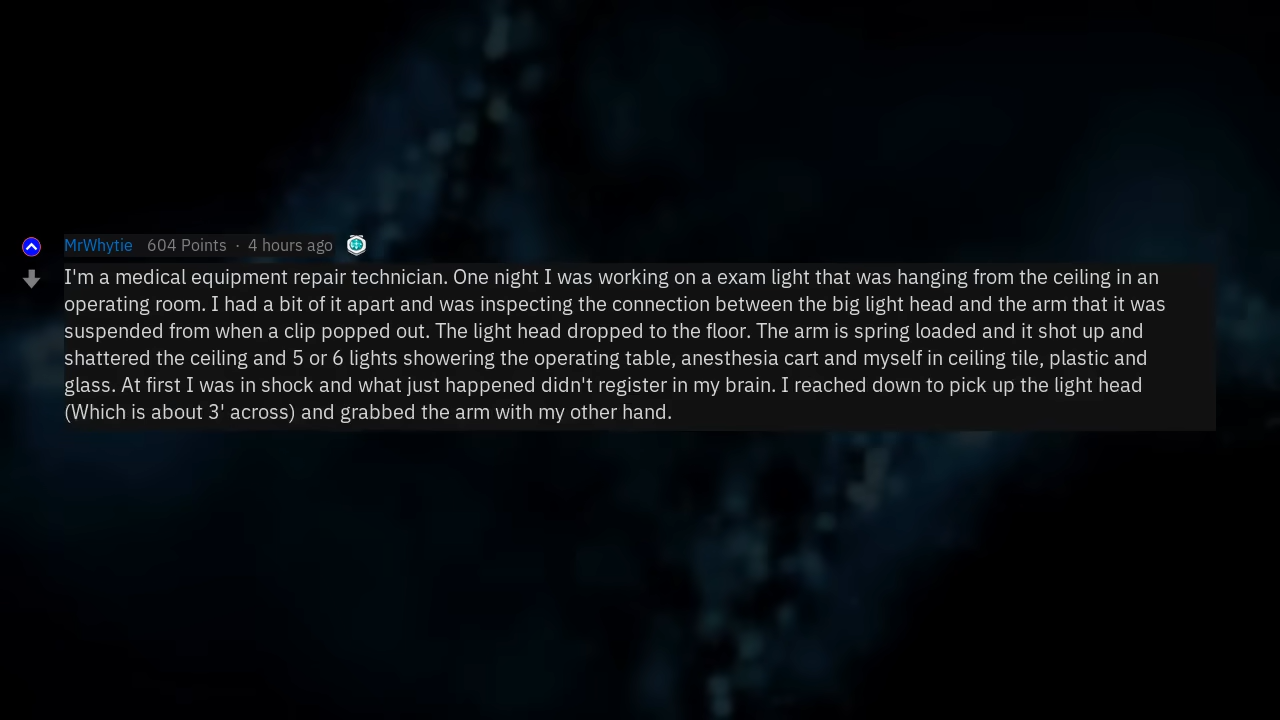 MrWhytie 604 Points · 4 hours ago
I'm a medical equipment repair technician. One night I was working on a exam light that was hanging from the ceiling in an
operating room. I had a bit of it apart and was inspecting the connection between the big light head and the arm that it was
suspended from when a clip popped out. The light head dropped to the floor. The arm is spring loaded and it shot up and
shattered the ceiling and 5 or 6 lights showering the operating table, anesthesia cart and myself in ceiling tile, plastic and
glass. At first I was in shock and what just happened didn't register in my brain. I reached down to pick up the light head
(Which is about 3' across) and grabbed the arm with my other hand.